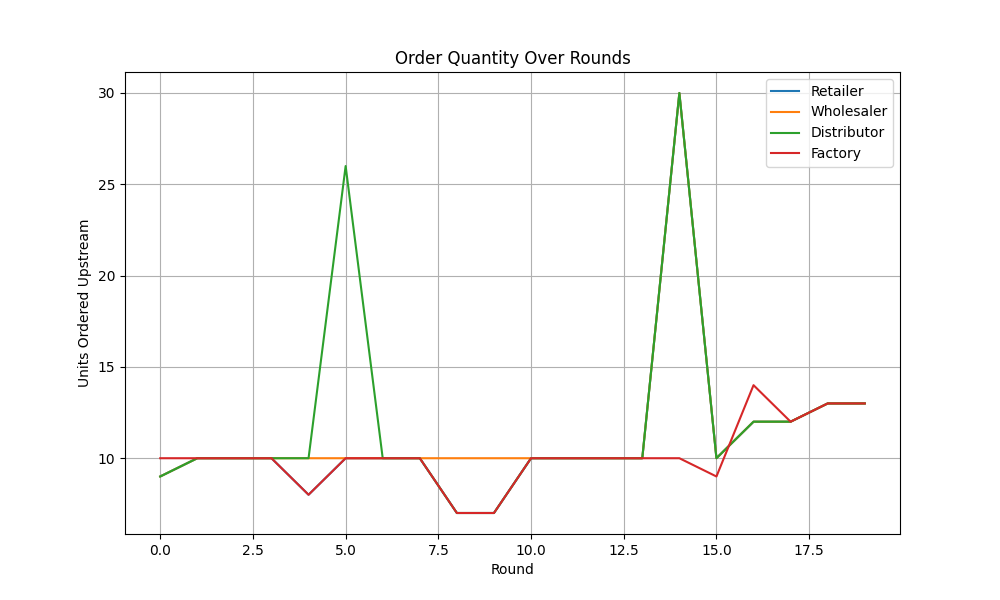 Order Quantity Over Rounds
Retailer
Wholesaler
Distributor
Factory
Units Ordered Upstream
30
25
20
15
10
0.0 2.5 5.0 7.5 10.0 12.5 15.0 17.5
Round